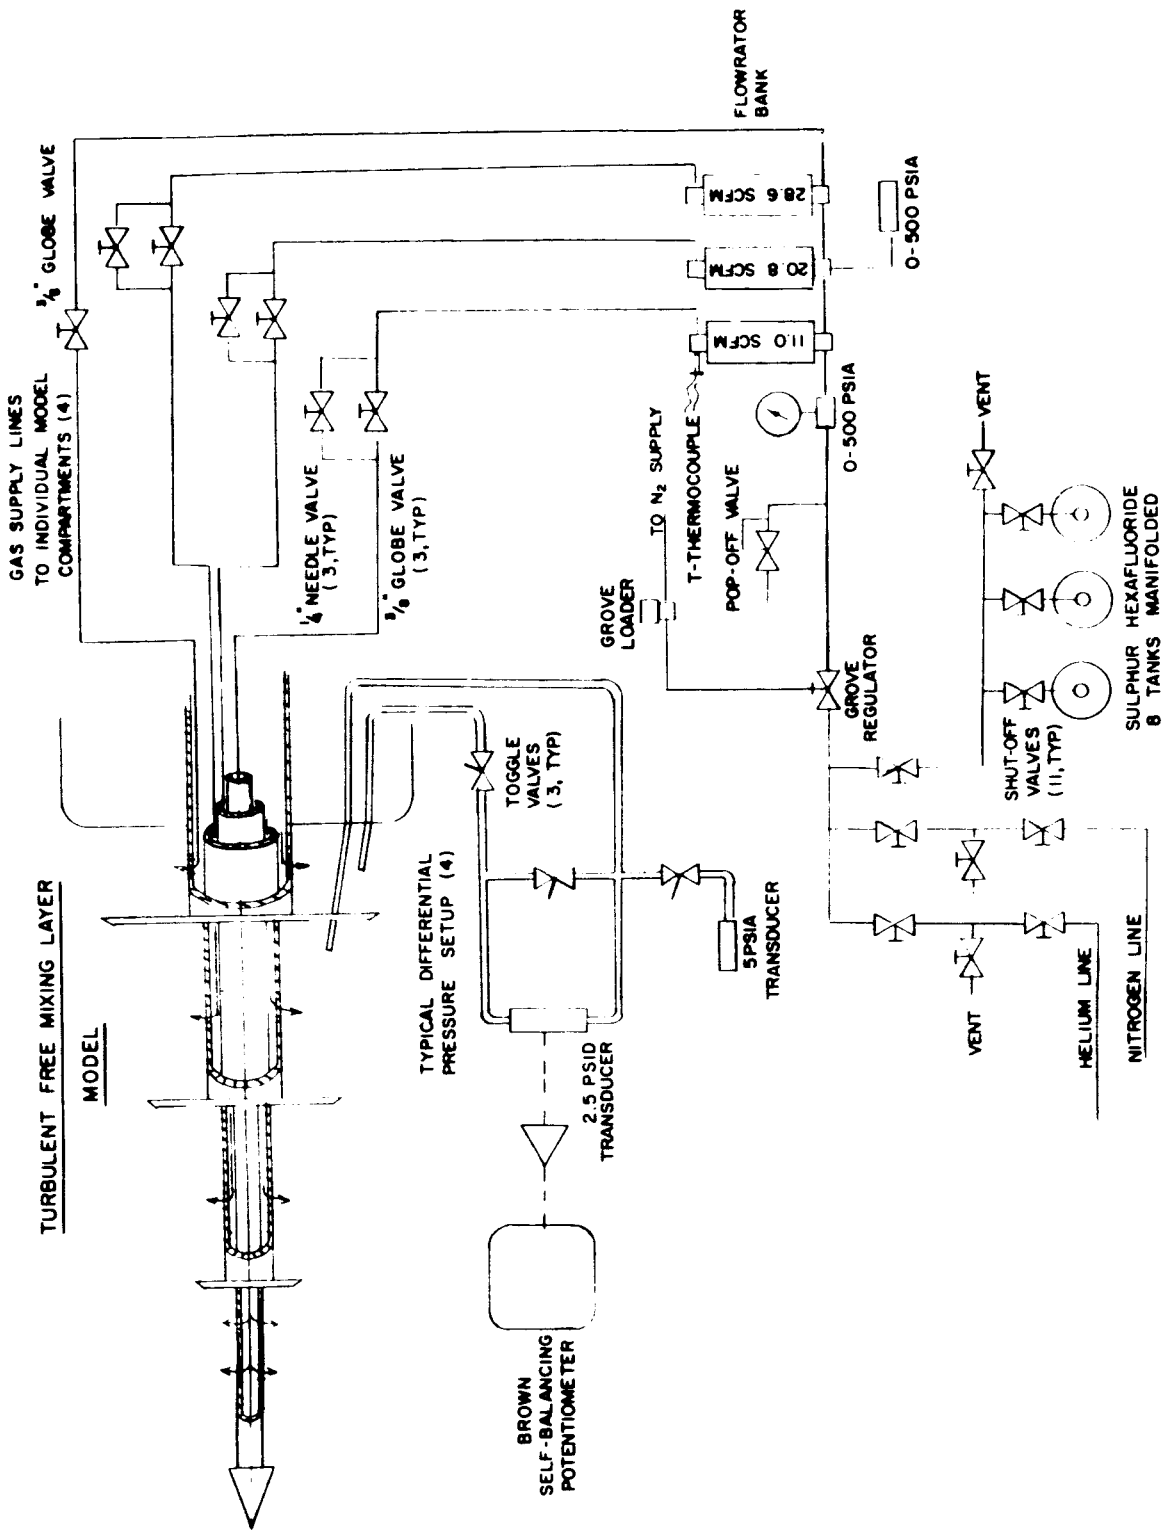 TURBULENT FREE MIXING LAYER
MODEL
GAS SUPPLY LINES
TO INDIVIDUAL MODEL
COMPARTMENTS (4)
3/8" GLOBE VALVE
1/4" NEEDLE VALVE
(3, TYP)
3/8" GLOBE VALVE
(3, TYP)
TYPICAL DIFFERENTIAL
PRESSURE SETUP (4)
TOGGLE
VALVES
(3, TYP)
BROWN
SELF-BALANCING
POTENTIOMETER
2.5 PSID
TRANSDUCER
5 PSIA
TRANSDUCER
GROVE
LOADER
TO N2 SUPPLY
T-THERMOCOUPLE
POP-OFF VALVE
GROVE
REGULATOR
11.0 SCFM
20.8 SCFM
28.6 SCFM
FLOWRATOR
BANK
0-500 PSIA
0-500 PSIA
VENT
HELIUM LINE
NITROGEN LINE
SHUT-OFF
VALVES
(11, TYP)
VENT
SULPHUR HEXAFLUORIDE
8 TANKS MANIFOLDED